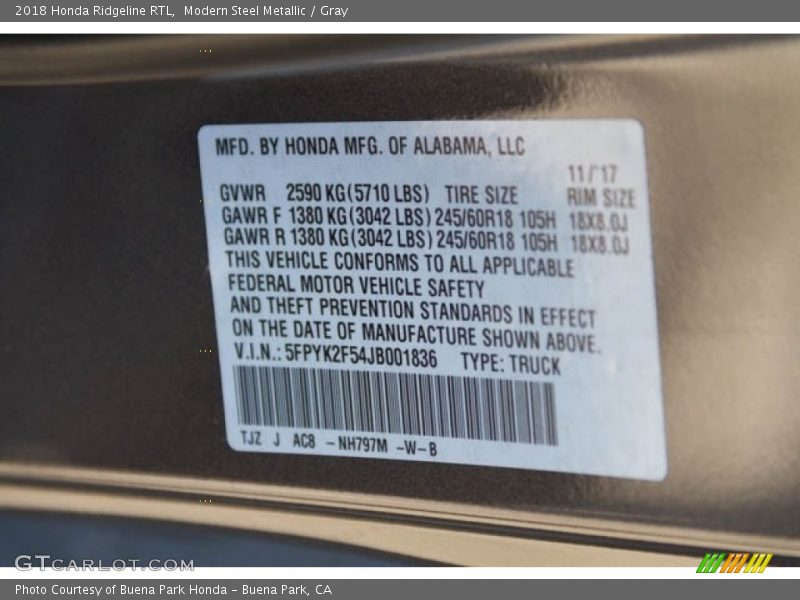 2018 Honda Ridgeline RTL,  Modern Steel Metallic / Gray
MFD. BY HONDA MFG. OF ALABAMA, LLC
11/'17
GVWR 2590 KG(5710 LBS) TIRE SIZE RIM SIZE
GAWR F 1380 KG(3042 LBS) 245/60R18 105H 18X8.0J
GAWR R 1380 KG(3042 LBS) 245/60R18 105H 18X8.0J
THIS VEHICLE CONFORMS TO ALL APPLICABLE
FEDERAL MOTOR VEHICLE SAFETY
AND THEFT PREVENTION STANDARDS IN EFFECT
ON THE DATE OF MANUFACTURE SHOWN ABOVE.
V.I.N.: 5FPYK2F54JB001836 TYPE: TRUCK
TJZ J AC8 - NH797M -W-B
GTCARLOT.COM
Photo Courtesy of Buena Park Honda - Buena Park, CA